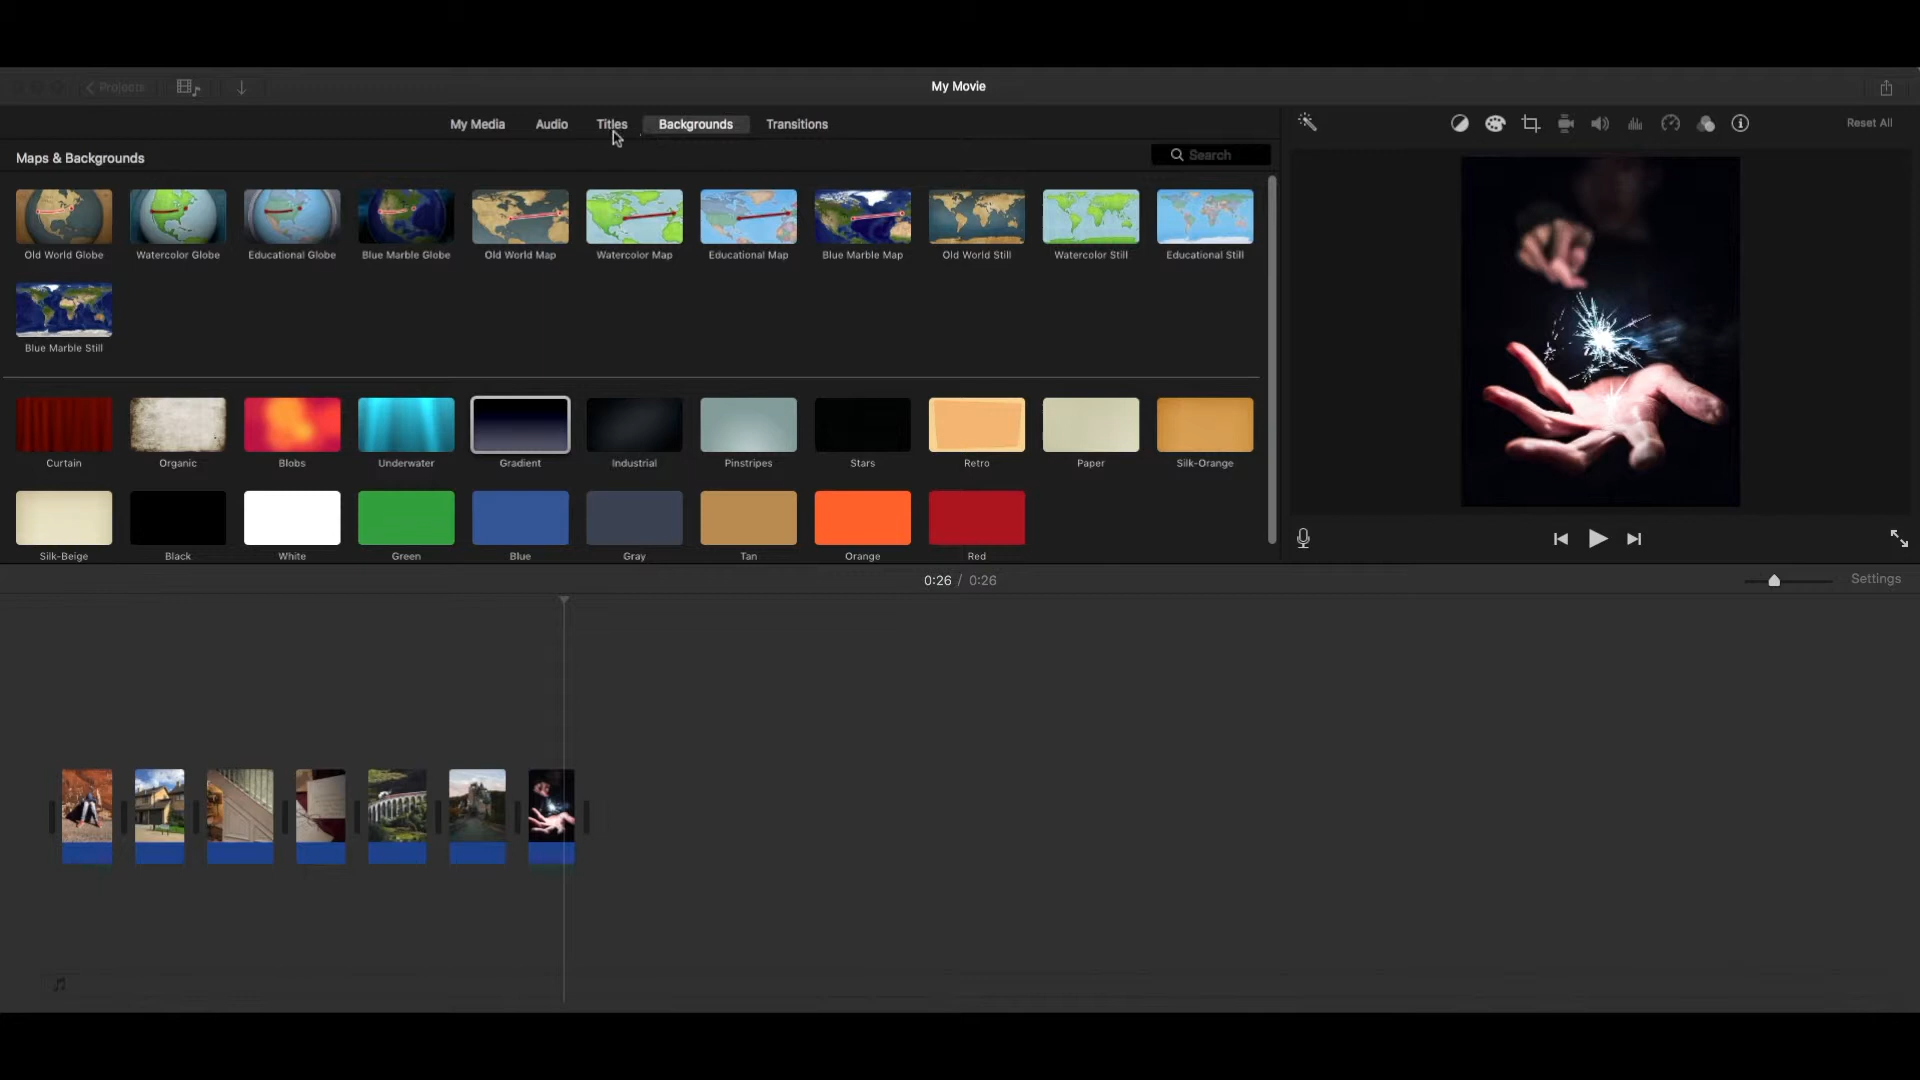 Projects
My Movie
My Media Audio Titles Backgrounds Transitions
Reset All
Maps & Backgrounds
Search
Old World Globe Watercolor Globe Educational Globe Blue Marble Globe Old World Map Watercolor Map Educational Map Blue Marble Map Old World Still Watercolor Still Educational Still
Blue Marble Still
Curtain Organic Blobs Underwater Gradient Industrial Pinstripes Stars Retro Paper Silk-Orange
Silk-Beige Black White Green Blue Gray Tan Orange Red
0:26 / 0:26
Settings